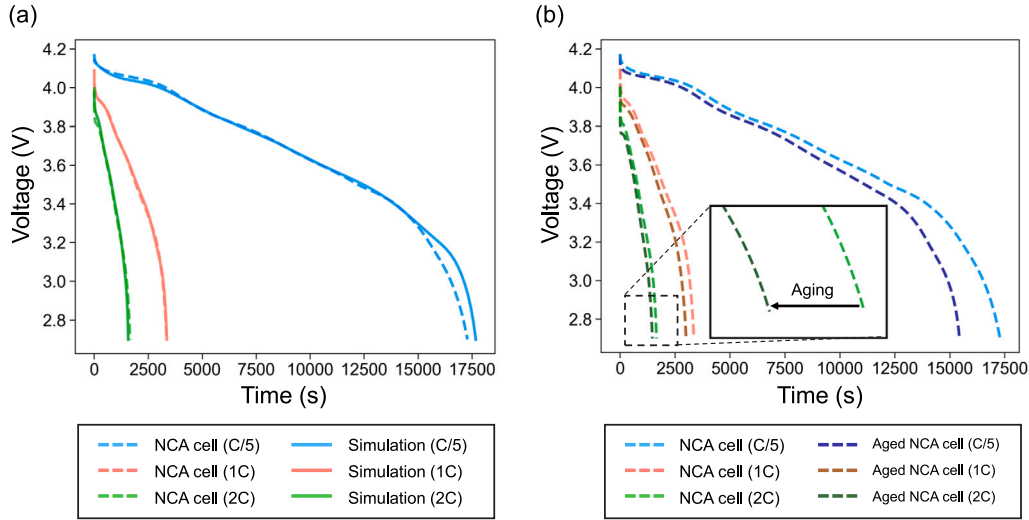 (a)
(b)
4.2
4.0
3.8
3.6
3.4
3.2
3.0
2.8
Voltage (V)
0 2500 5000 7500 10000 12500 15000 17500
Time (s)
4.2
4.0
3.8
3.6
3.4
3.2
3.0
2.8
Voltage (V)
Aging
0 2500 5000 7500 10000 12500 15000 17500
Time (s)
NCA cell (C/5) Simulation (C/5)
NCA cell (1C) Simulation (1C)
NCA cell (2C) Simulation (2C)
NCA cell (C/5) Aged NCA cell (C/5)
NCA cell (1C) Aged NCA cell (1C)
NCA cell (2C) Aged NCA cell (2C)